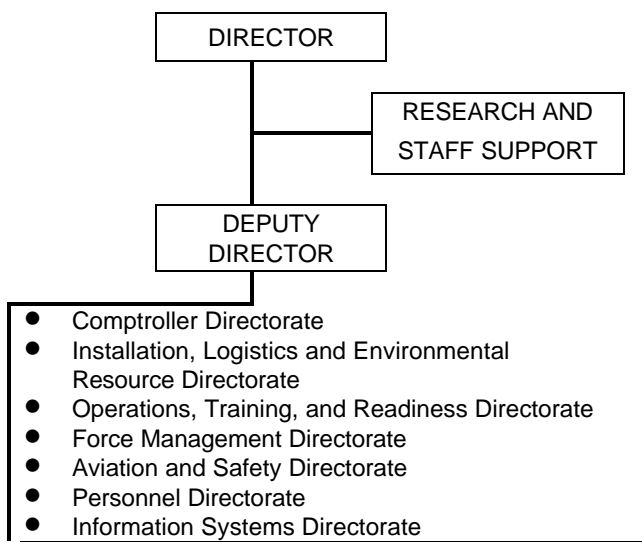 DIRECTOR
RESEARCH AND
STAFF SUPPORT
DEPUTY
DIRECTOR
● Comptroller Directorate
● Installation, Logistics and Environmental
Resource Directorate
● Operations, Training, and Readiness Directorate
● Force Management Directorate
● Aviation and Safety Directorate
● Personnel Directorate
● Information Systems Directorate